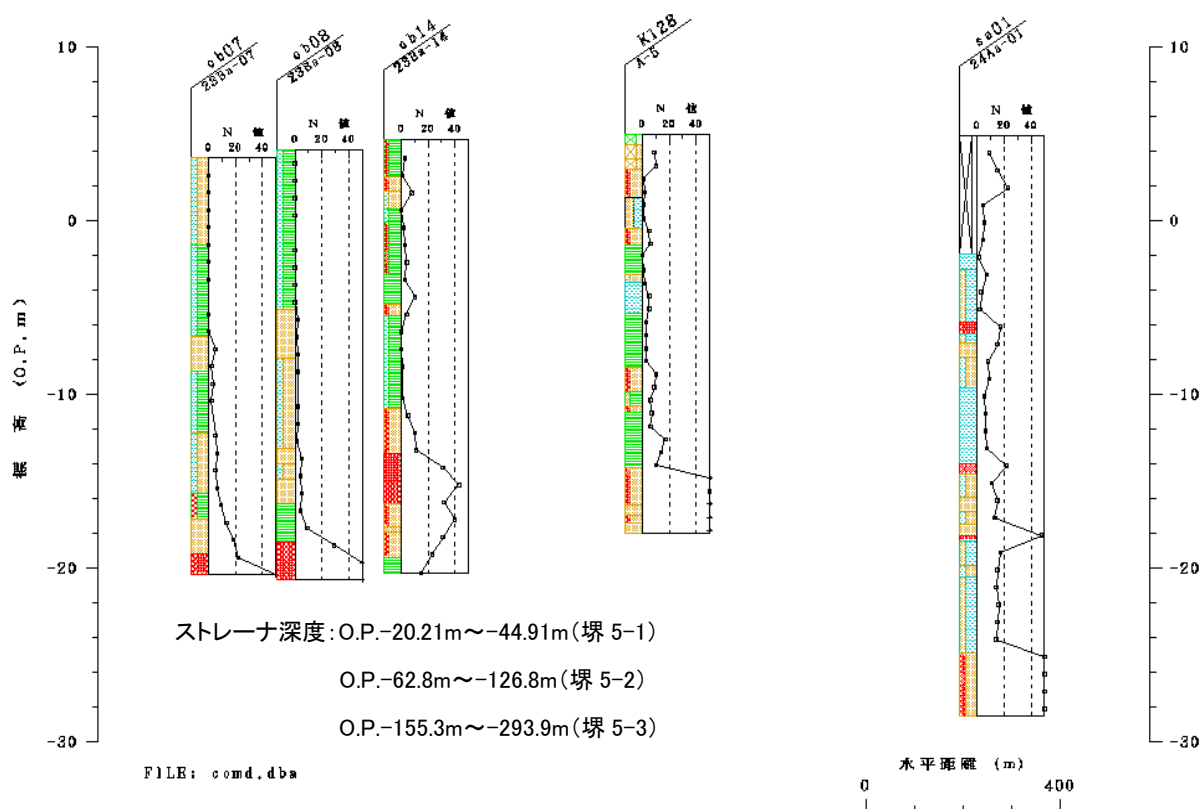 ob07
23Ba-07
ob08
23Ba-08
ob14
23Ba-14
K128
A-5
sa01
24Aa-01
10
0
-10
-20
-30
標高 (O.P.m)
N 値
0 20 40
N 値
0 20 40
N 値
0 20 40
N 値
0 20 40
N 値
0 20 40
10
0
-10
-20
-30
ストレーナ深度:O.P.-20.21m～-44.91m(堺 5-1)
O.P.-62.8m～-126.8m(堺 5-2)
O.P.-155.3m～-293.9m(堺 5-3)
FILE: comd.dba
水平距離 (m)
0 400